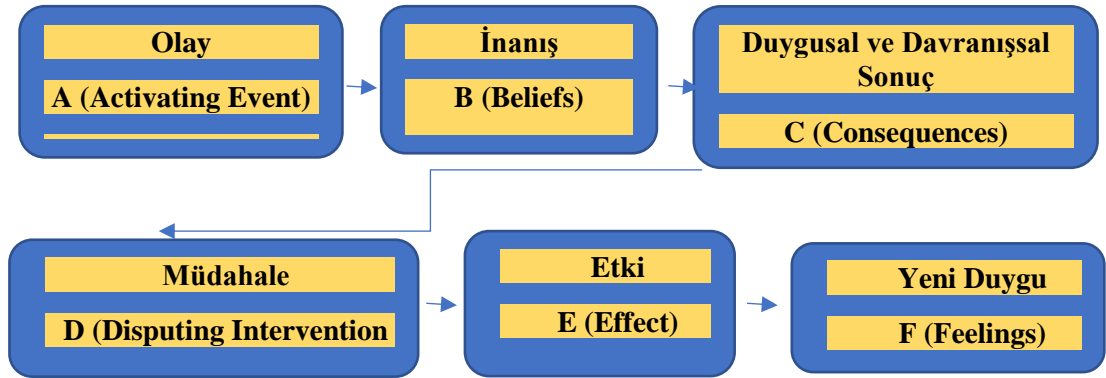 Olay
A (Activating Event)
İnanış
B (Beliefs)
Duygusal ve Davranışsal
Sonuç
C (Consequences)
Müdahale
D (Disputing Intervention
Etki
E (Effect)
Yeni Duygu
F (Feelings)